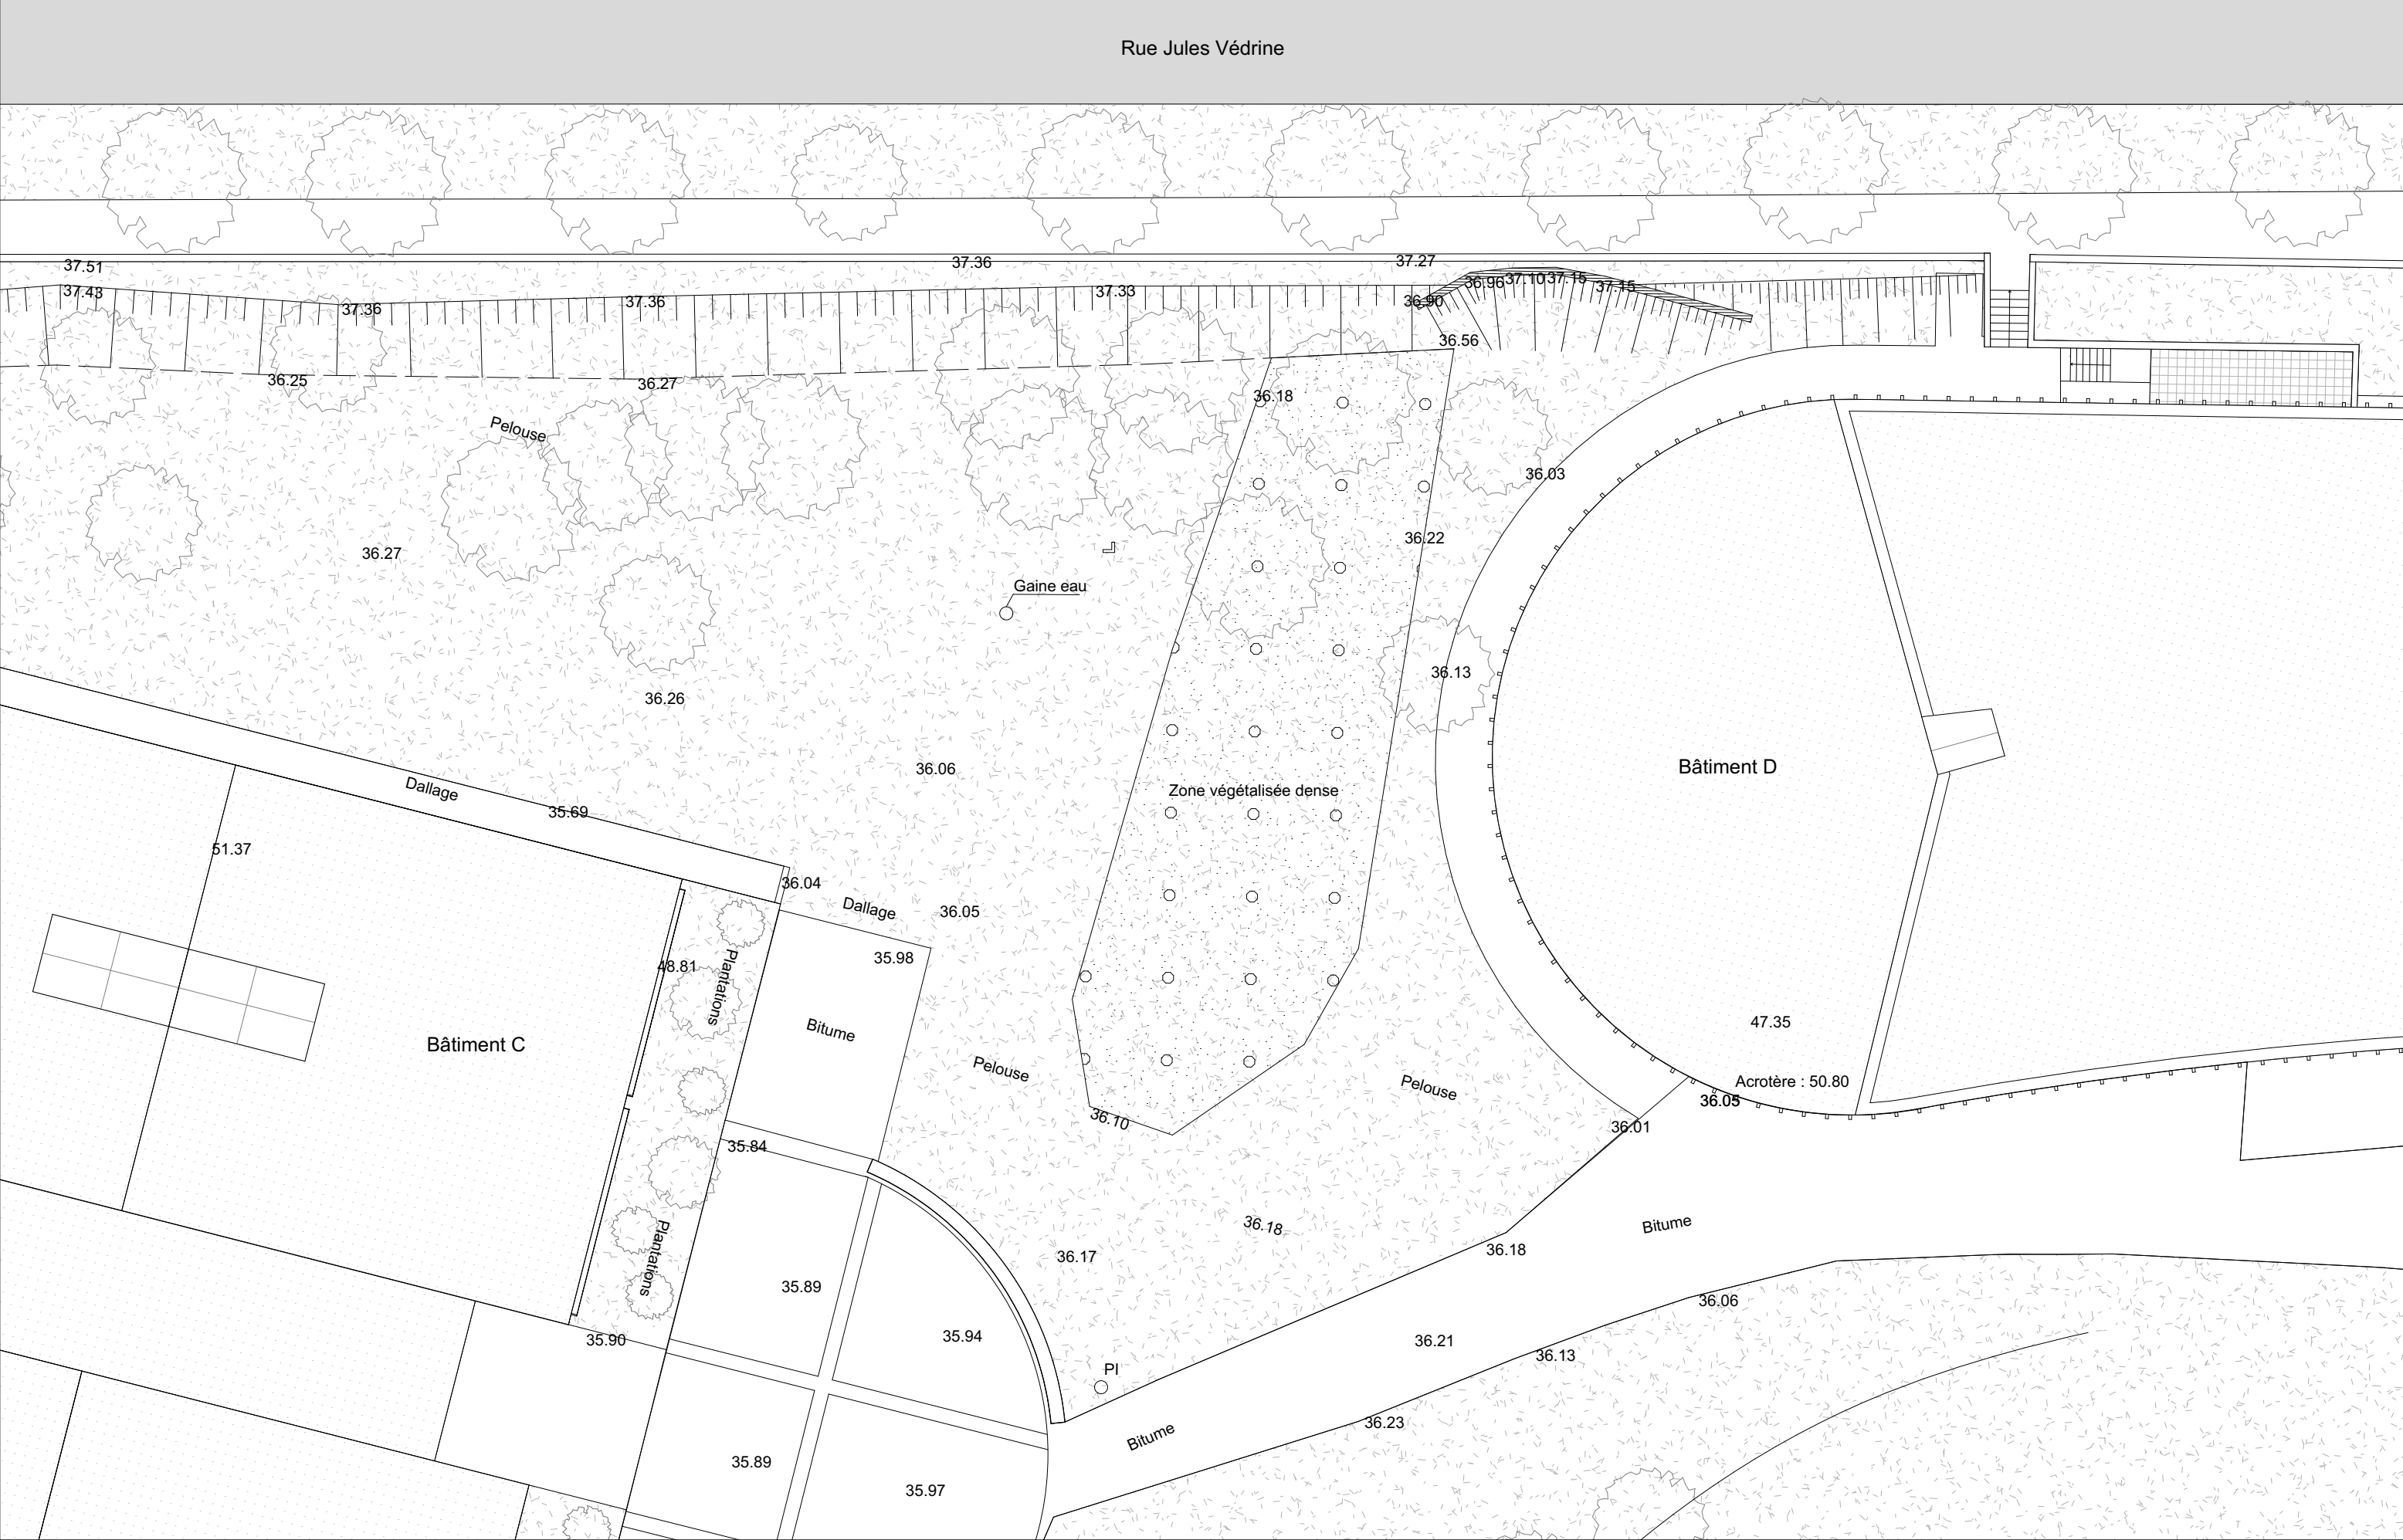 Rue Jules Védrine
37.51
37.36
37.27
37.43
37.36
37.36
37.33
36.90
36.96
37.10
37.15
37.15
36.56
36.25
36.27
36.18
Pelouse
36.03
36.27
36.22
Gaine eau
36.26
36.13
36.06
Bâtiment D
Zone végétalisée dense
Dallage
35.69
51.37
36.04
Dallage
36.05
48.81
Plantations
35.98
Bitume
Bâtiment C
47.35
Pelouse
Pelouse
Acrotère : 50.80
36.05
36.10
36.01
35.84
36.18
Bitume
36.17
36.18
Plantations
35.89
36.06
35.90
35.94
36.21
36.13
PI
36.23
Bitume
35.89
35.97